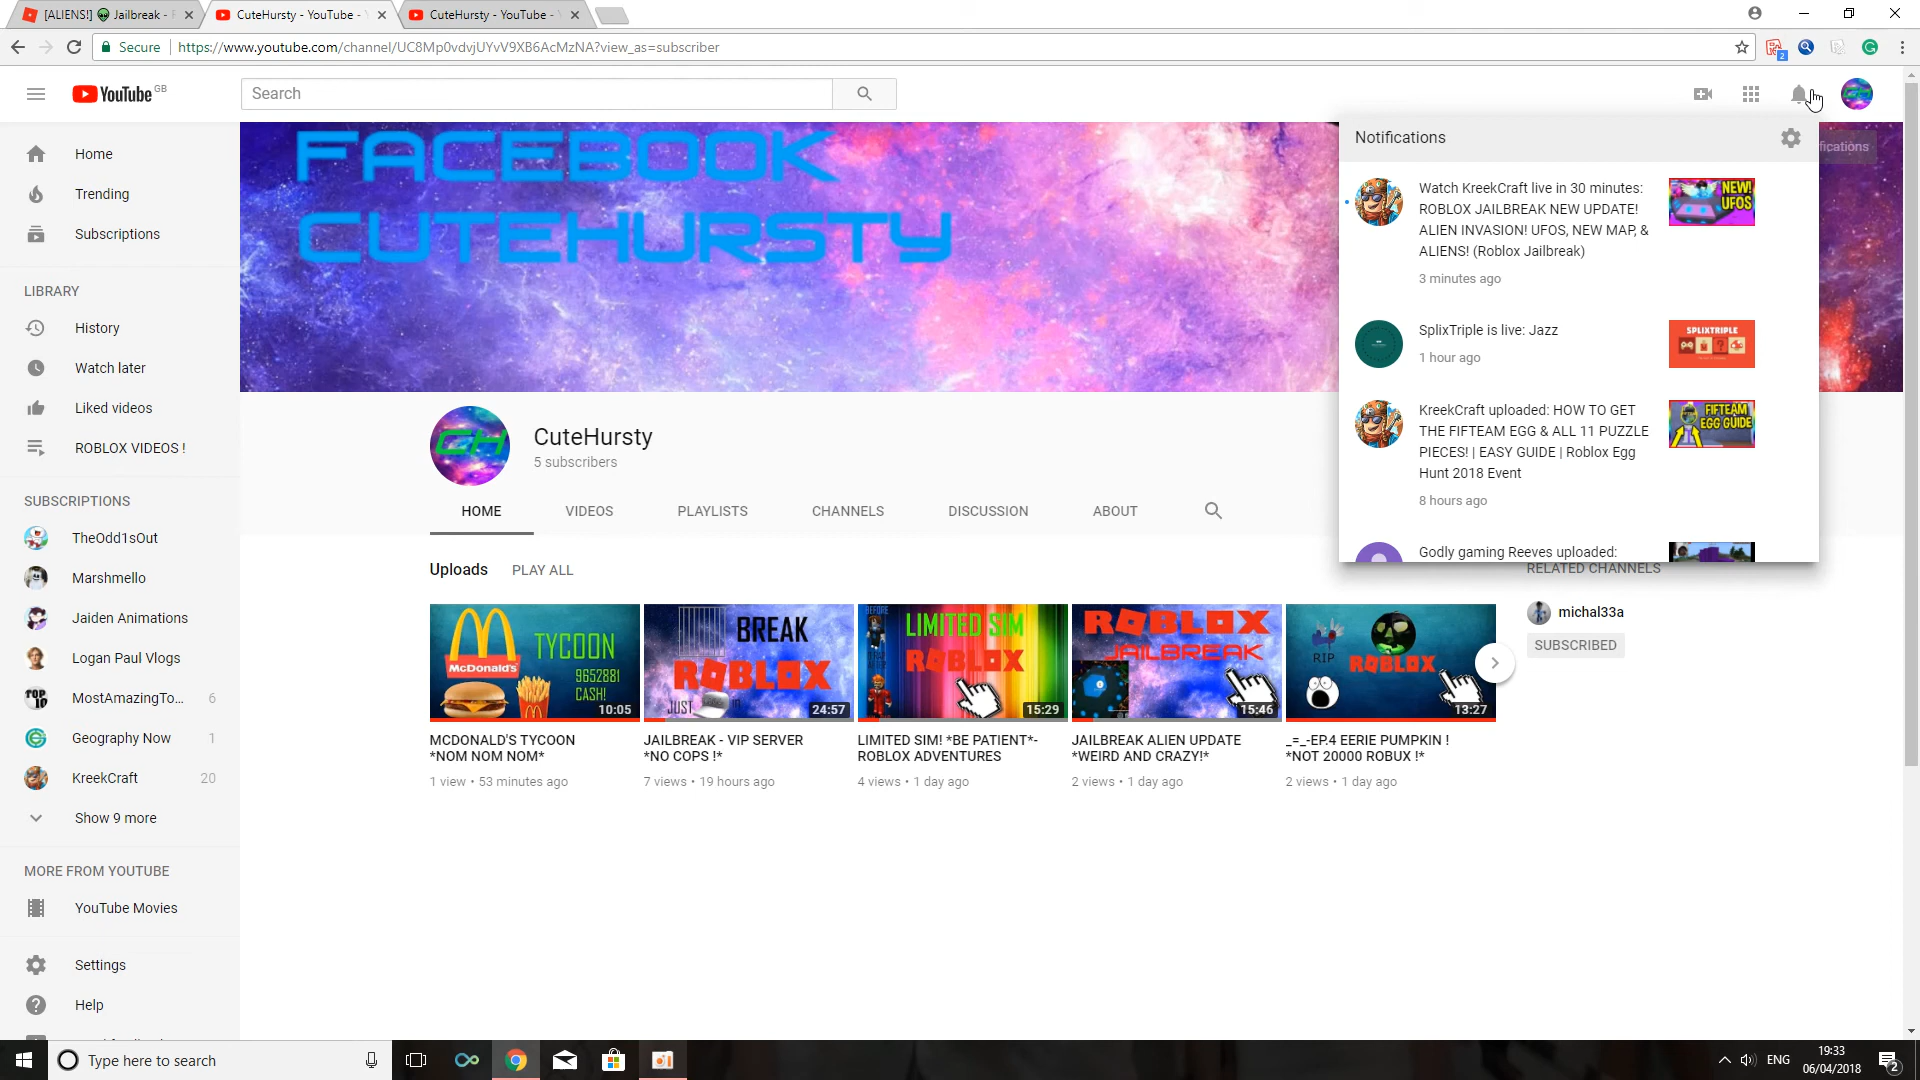 [ALIENS!] 👽 Jailbreak -
CuteHursty - YouTube -
CuteHursty - YouTube -
Secure
https://www.youtube.com/channel/UC8Mp0vdvjUYvV9XB6AcMzNA?view_as=subscriber
2
YouTube GB
Search
Home
Trending
Subscriptions
LIBRARY
History
Watch later
Liked videos
ROBLOX VIDEOS !
SUBSCRIPTIONS
TheOdd1sOut
Marshmello
Jaiden Animations
Logan Paul Vlogs
MostAmazingTo... 6
Geography Now 1
KreekCraft 20
Show 9 more
MORE FROM YOUTUBE
YouTube Movies
Settings
Help
FACEBOOK
CUTEHURSTY
CH
CuteHursty
5 subscribers
HOME
VIDEOS
PLAYLISTS
CHANNELS
DISCUSSION
ABOUT
Notifications
fications
Watch KreekCraft live in 30 minutes:
ROBLOX JAILBREAK NEW UPDATE!
ALIEN INVASION! UFOS, NEW MAP, &
ALIENS! (Roblox Jailbreak)
3 minutes ago
NEW!
UFOS
SplixTriple is live: Jazz
1 hour ago
SPLIXTRIPLE
KreekCraft uploaded: HOW TO GET
THE FIFTEAM EGG & ALL 11 PUZZLE
PIECES! | EASY GUIDE | Roblox Egg
Hunt 2018 Event
8 hours ago
FIFTEAM
EGG GUIDE
Godly gaming Reeves uploaded:
RELATED CHANNELS
michal33a
SUBSCRIBED
Uploads
PLAY ALL
McDonald's
TYCOON
9652881
CASH!
10:05
MCDONALD'S TYCOON
*NOM NOM NOM*
1 view • 53 minutes ago
BREAK
ROBLOX
JUST
24:57
JAILBREAK - VIP SERVER
*NO COPS !*
7 views • 19 hours ago
BEFORE
LIMITED SIM
ROBLOX
15:29
LIMITED SIM! *BE PATIENT*-
ROBLOX ADVENTURES
4 views • 1 day ago
ROBLOX
JAILBREAK
15:46
JAILBREAK ALIEN UPDATE
*WEIRD AND CRAZY!*
2 views • 1 day ago
RIP
ROBLOX
13:27
_=_-EP.4 EERIE PUMPKIN !
*NOT 20000 ROBUX !*
2 views • 1 day ago
Type here to search
ENG
19:33
06/04/2018
2